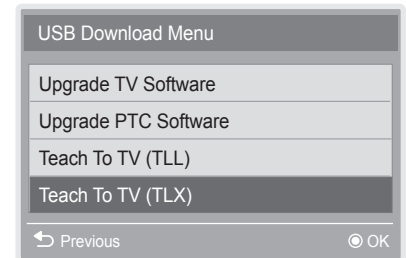 USB Download Menu
Upgrade TV Software
Upgrade PTC Software
Teach To TV (TLL)
Teach To TV (TLX)
Previous OK